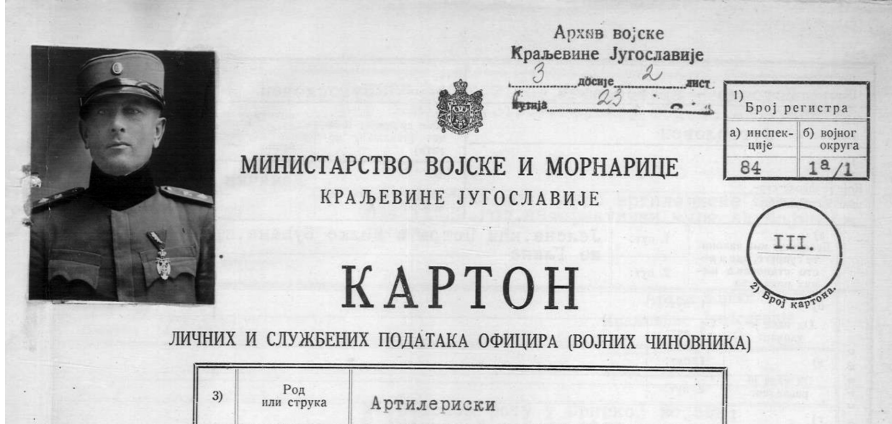 Архив војске
Краљевине Југославије
3 досије 2 лист
кутија 23
1)
Број регистра
а) инспек-
ције
б) војног
округа
84
1а/1
МИНИСТАРСТВО ВОЈСКЕ И МОРНАРИЦЕ
КРАЉЕВИНЕ ЈУГОСЛАВИЈЕ
III.
2) Број картона.
КАРТОН
ЛИЧНИХ И СЛУЖБЕНИХ ПОДАТАКА ОФИЦИРА (ВОЈНИХ ЧИНОВНИКА)
3)
Род
или струка
Артилериски